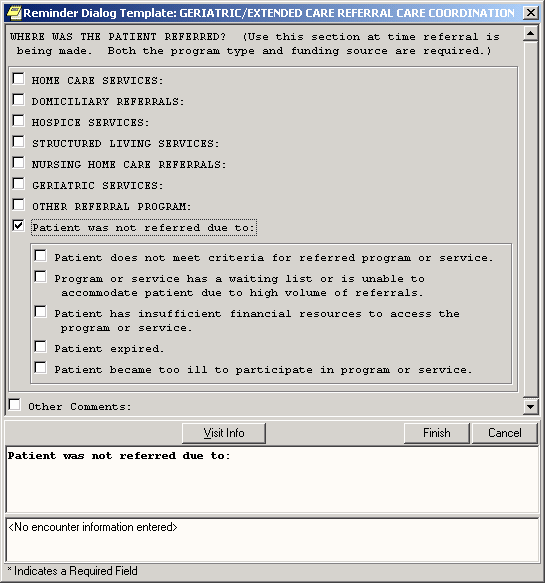 Reminder Dialog Template: GERIATRIC/EXTENDED CARE REFERRAL CARE COORDINATION
WHERE WAS THE PATIENT REFERRED? (Use this section at time referral is
being made. Both the program type and funding source are required.)
HOME CARE SERVICES:
DOMICILIARY REFERRALS:
HOSPICE SERVICES:
STRUCTURED LIVING SERVICES:
NURSING HOME CARE REFERRALS:
GERIATRIC SERVICES:
OTHER REFERRAL PROGRAM:
Patient was not referred due to:
Patient does not meet criteria for referred program or service.
Program or service has a waiting list or is unable to
accommodate patient due to high volume of referrals.
Patient has insufficient financial resources to access the
program or service.
Patient expired.
Patient became too ill to participate in program or service.
Other Comments:
Visit Info Finish Cancel
Patient was not referred due to:
<No encounter information entered>
* Indicates a Required Field